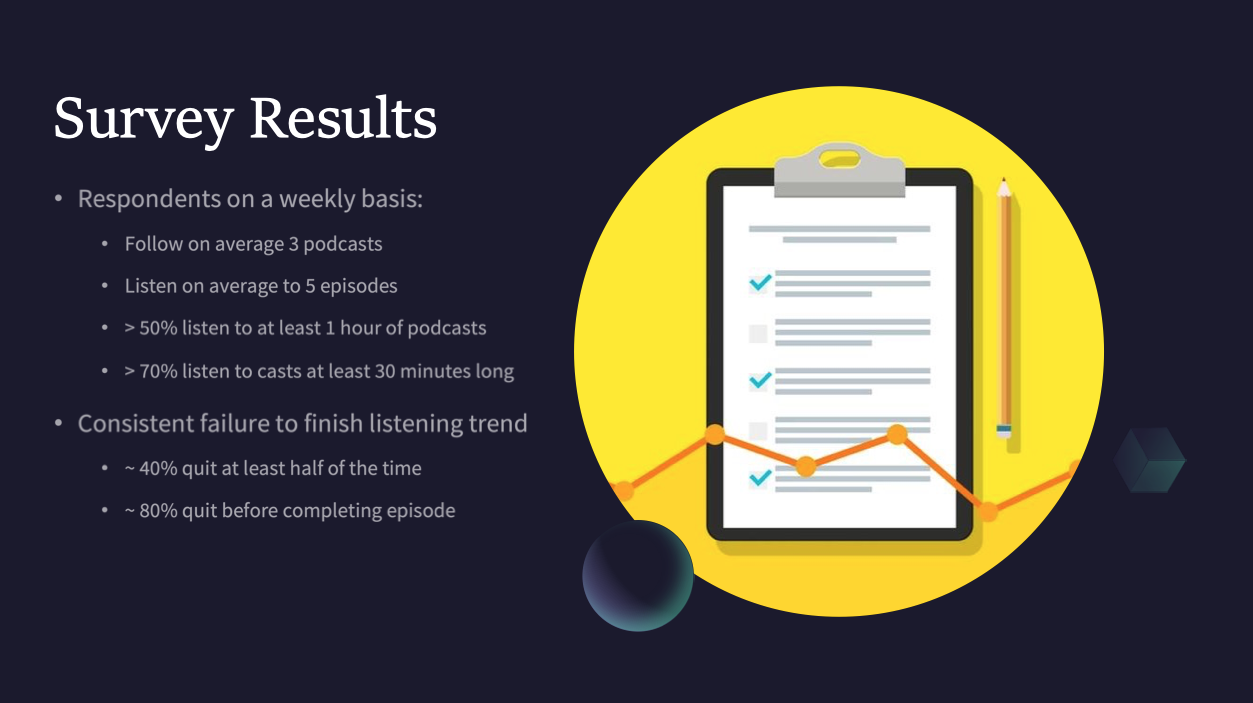 Survey Results
• Respondents on a weekly basis:
• Follow on average 3 podcasts
• Listen on average to 5 episodes
• > 50% listen to at least 1 hour of podcasts
• > 70% listen to casts at least 30 minutes long
• Consistent failure to finish listening trend
• ~ 40% quit at least half of the time
• ~ 80% quit before completing episode